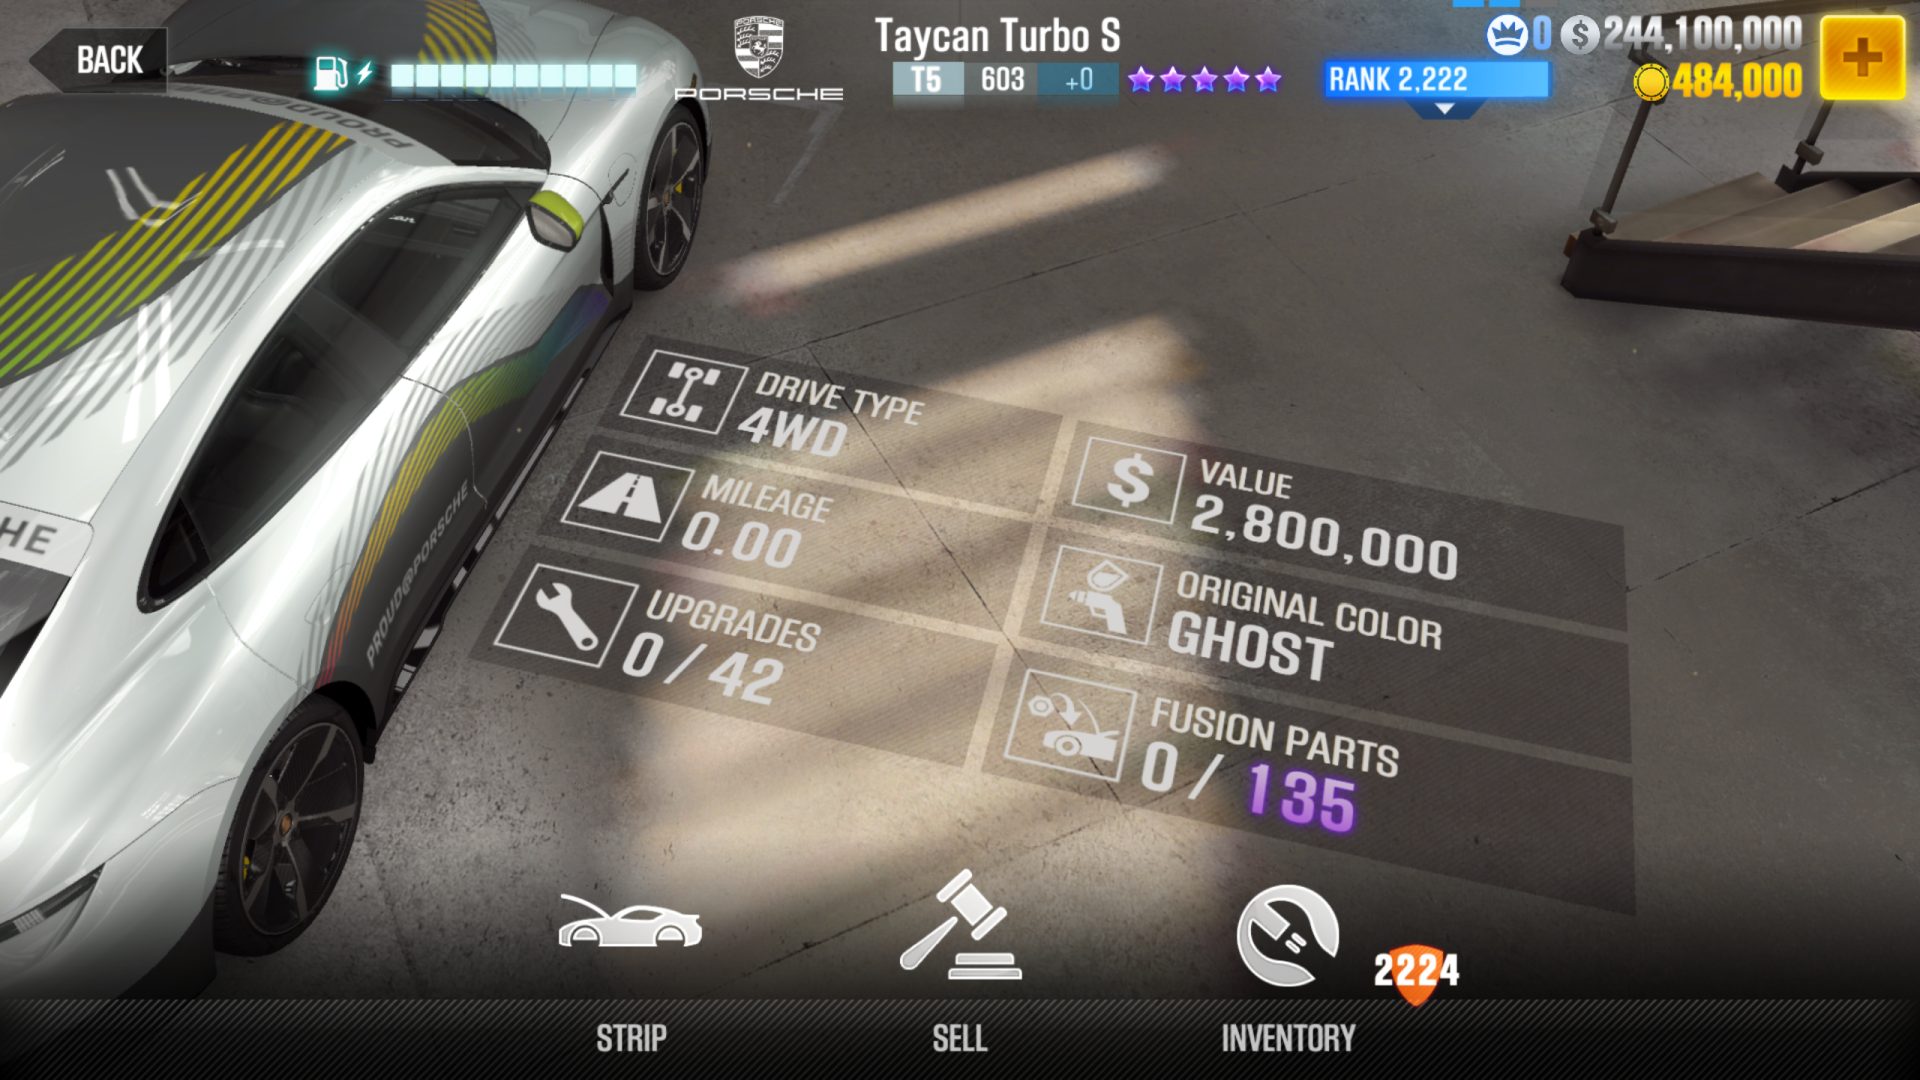 BACK
PORSCHE
Taycan Turbo S
T5 603 +0
RANK 2,222
0
$ 244,100,000
484,000
+
PROUD@PORSCHE
HE
DRIVE TYPE
4WD
MILEAGE
0.00
UPGRADES
0 / 42
$ VALUE
2,800,000
ORIGINAL COLOR
GHOST
FUSION PARTS
0 / 135
2224
STRIP
SELL
INVENTORY